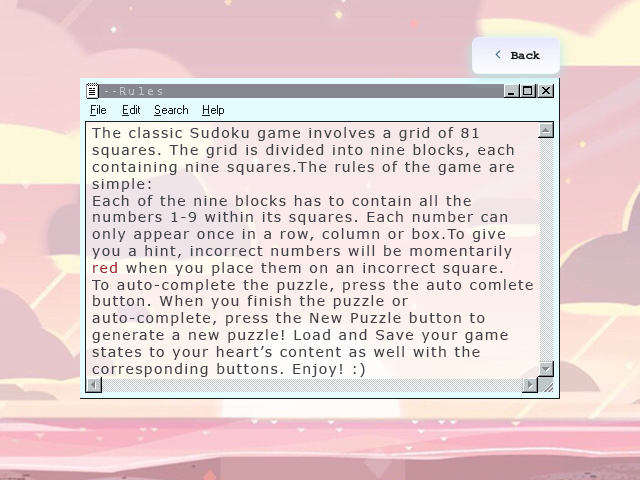 Back
--Rules
File Edit Search Help
The classic Sudoku game involves a grid of 81
squares. The grid is divided into nine blocks, each
containing nine squares.The rules of the game are
simple:
Each of the nine blocks has to contain all the
numbers 1-9 within its squares. Each number can
only appear once in a row, column or box.To give
you a hint, incorrect numbers will be momentarily
red when you place them on an incorrect square.
To auto-complete the puzzle, press the auto comlete
button. When you finish the puzzle or
auto-complete, press the New Puzzle button to
generate a new puzzle! Load and Save your game
states to your heart’s content as well with the
corresponding buttons. Enjoy! :)